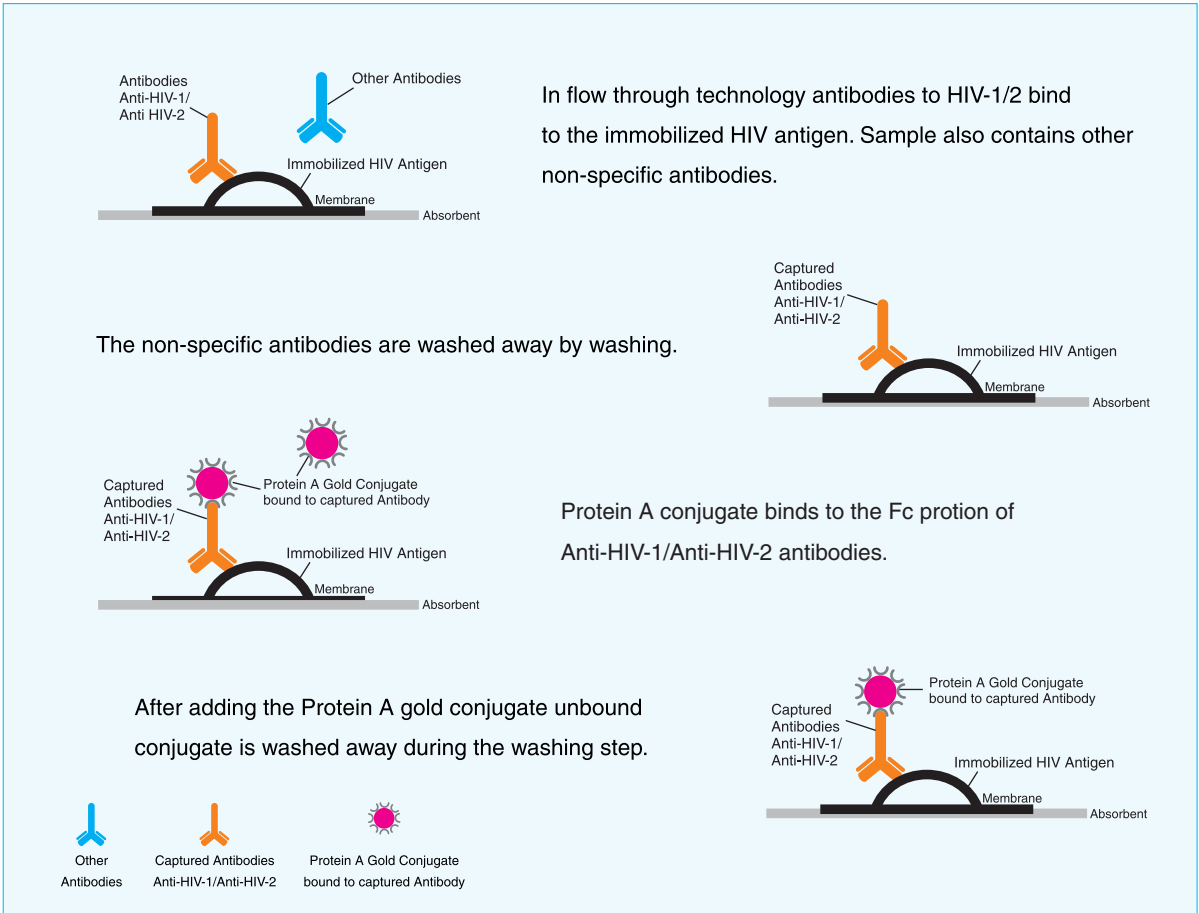 Antibodies
Anti-HIV-1/
Anti HIV-2
Other Antibodies
Immobilized HIV Antigen
Membrane
Absorbent
In flow through technology antibodies to HIV-1/2 bind
to the immobilized HIV antigen. Sample also contains other
non-specific antibodies.
The non-specific antibodies are washed away by washing.
Captured
Antibodies
Anti-HIV-1/
Anti-HIV-2
Immobilized HIV Antigen
Membrane
Absorbent
Captured
Antibodies
Anti-HIV-1/
Anti-HIV-2
Protein A Gold Conjugate
bound to captured Antibody
Immobilized HIV Antigen
Membrane
Absorbent
Protein A conjugate binds to the Fc protion of
Anti-HIV-1/Anti-HIV-2 antibodies.
After adding the Protein A gold conjugate unbound
conjugate is washed away during the washing step.
Captured
Antibodies
Anti-HIV-1/
Anti-HIV-2
Protein A Gold Conjugate
bound to captured Antibody
Immobilized HIV Antigen
Membrane
Absorbent
Other
Antibodies
Captured Antibodies
Anti-HIV-1/Anti-HIV-2
Protein A Gold Conjugate
bound to captured Antibody